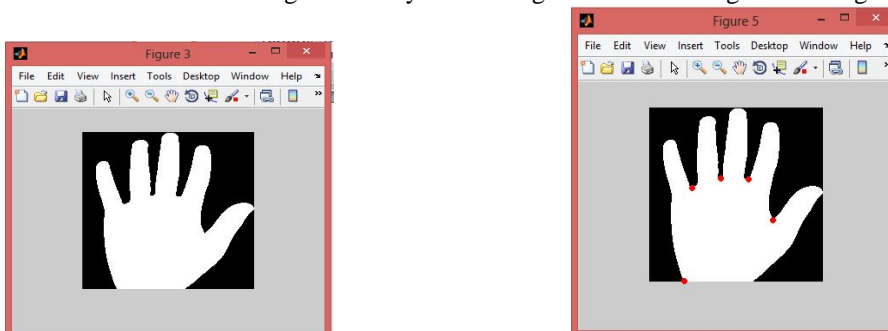 Figure 3
File Edit View Insert Tools Desktop Window Help
Figure 5
File Edit View Insert Tools Desktop Window Help